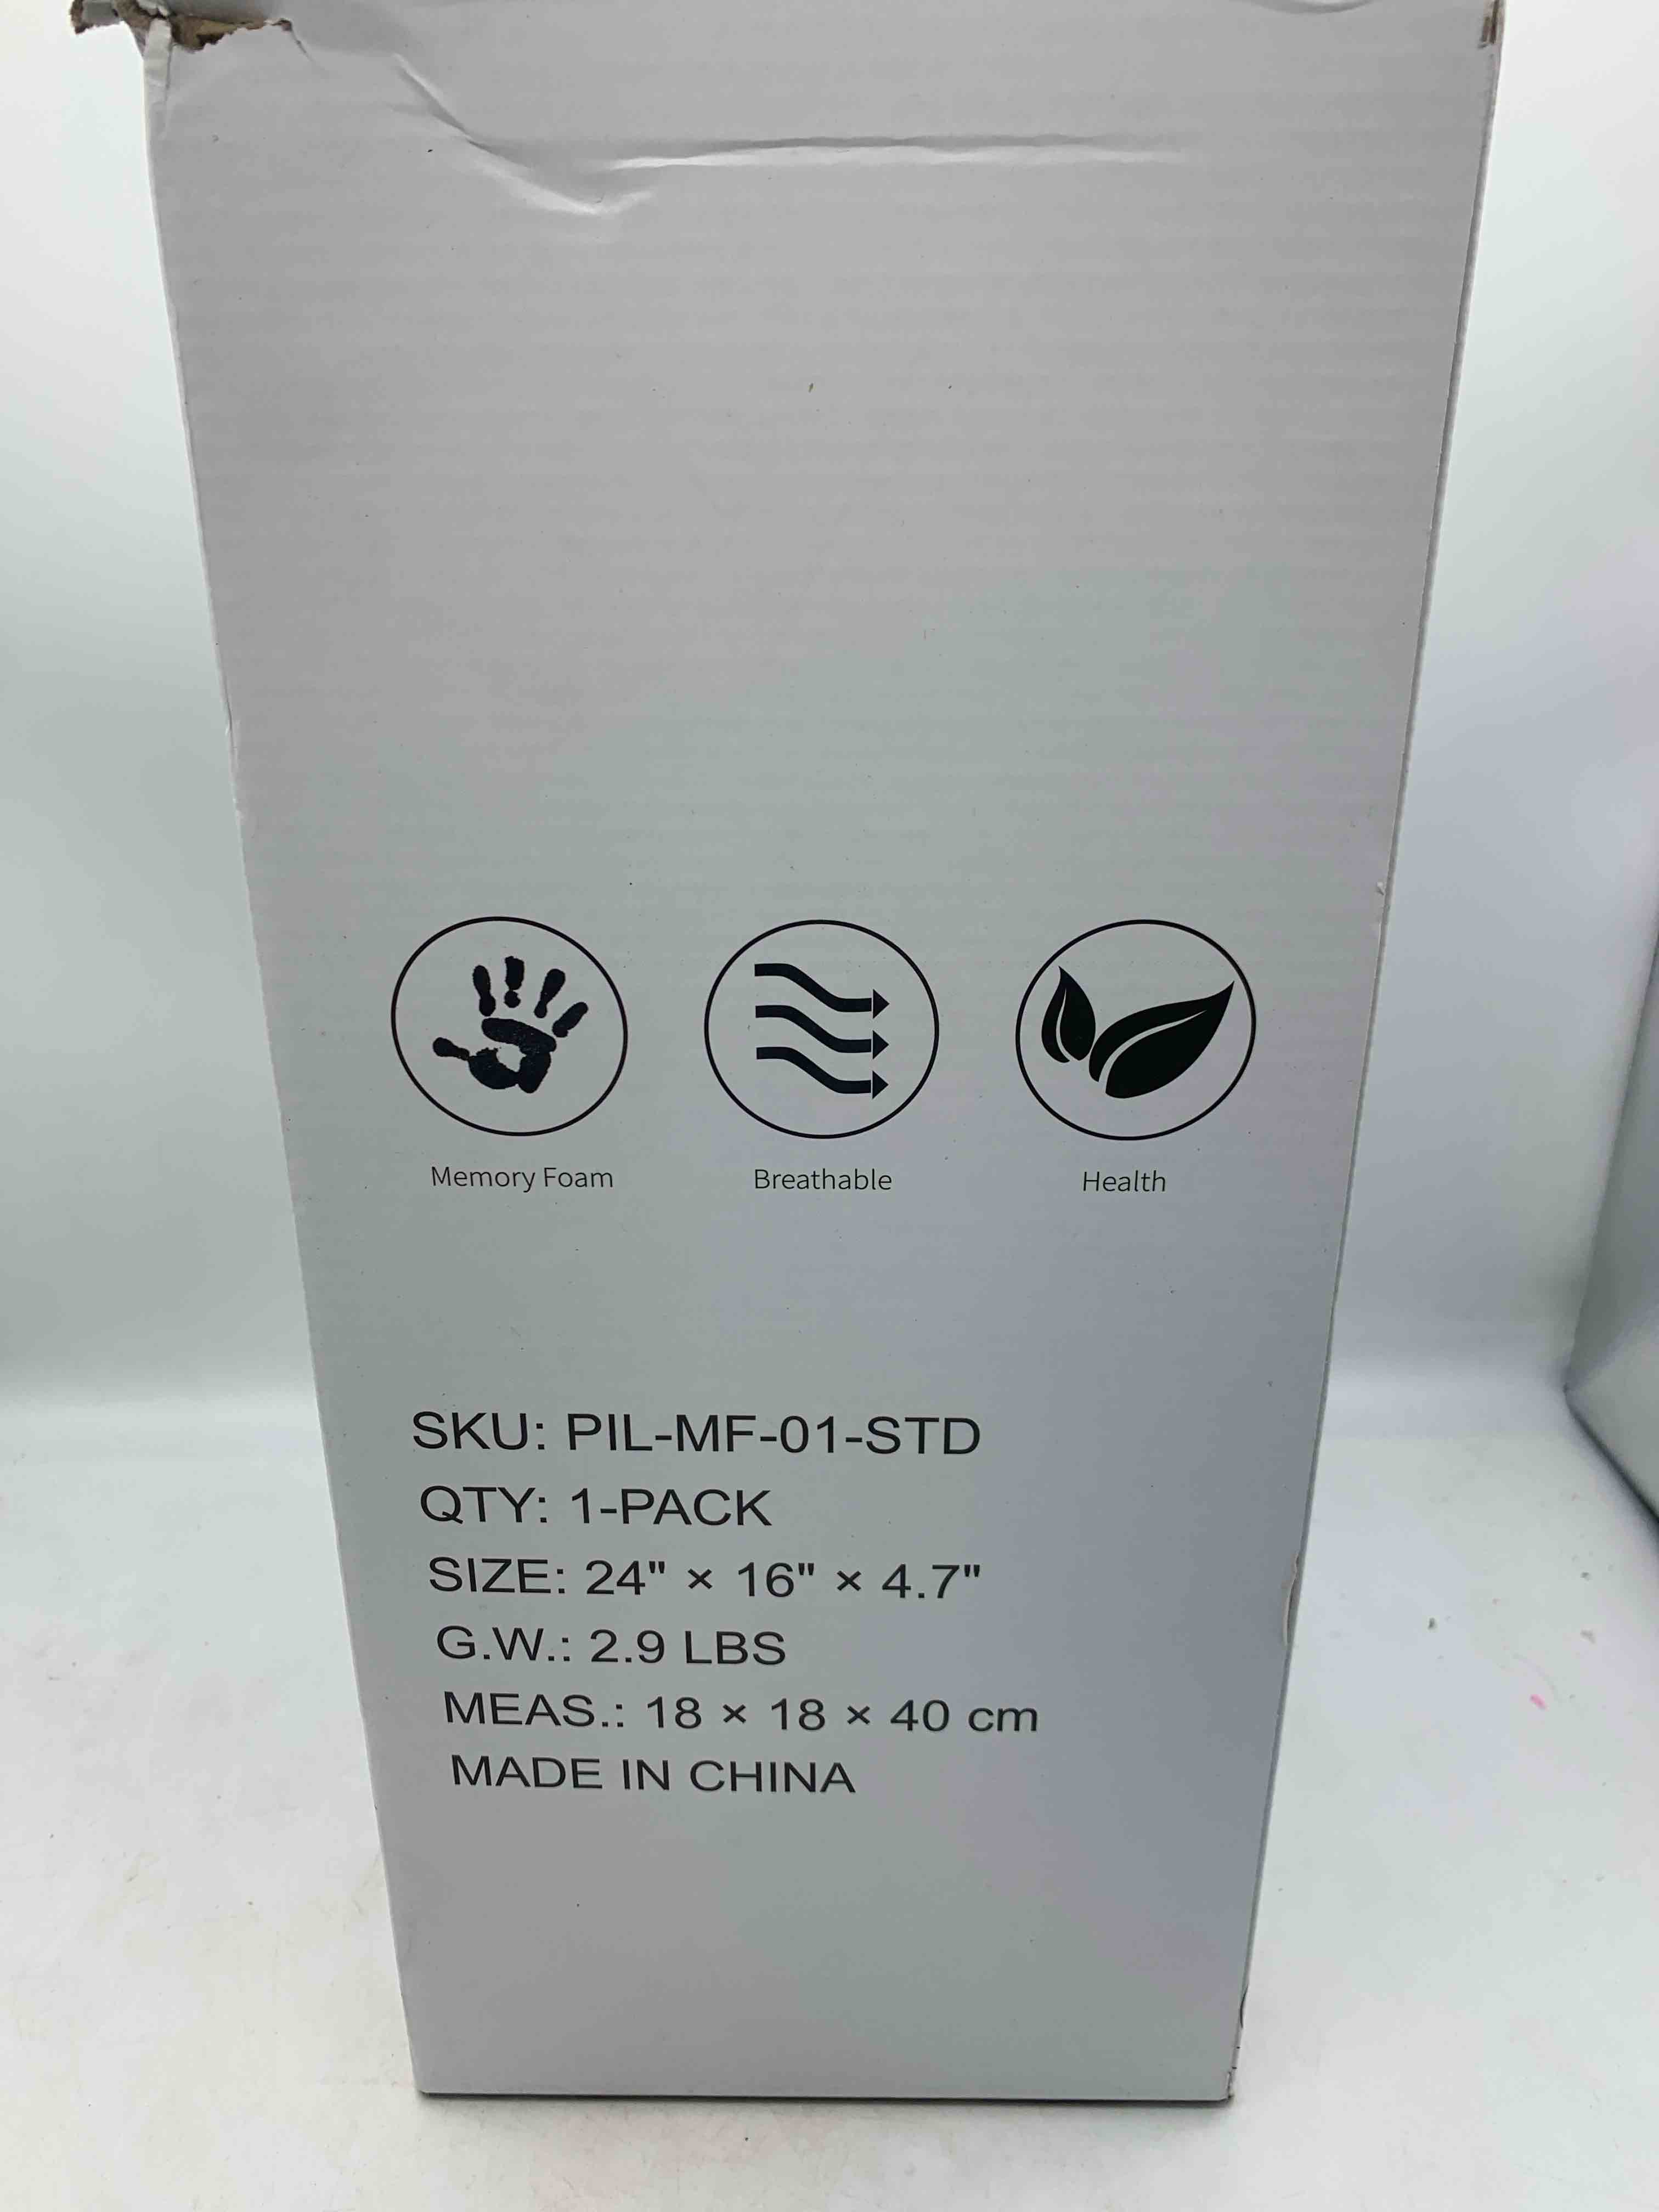 Memory Foam Breathable Health
SKU: PIL-MF-01-STD
QTY: 1-PACK
SIZE: 24" × 16" × 4.7"
G.W.: 2.9 LBS
MEAS.: 18 × 18 × 40 cm
MADE IN CHINA